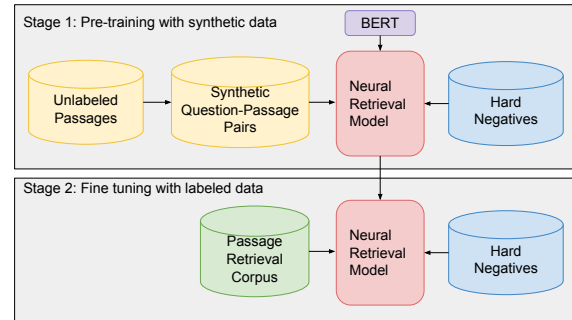 Stage 1: Pre-training with synthetic data
BERT
Unlabeled
Passages
Synthetic
Question-Passage
Pairs
Neural
Retrieval
Model
Hard
Negatives
Stage 2: Fine tuning with labeled data
Passage
Retrieval
Corpus
Neural
Retrieval
Model
Hard
Negatives